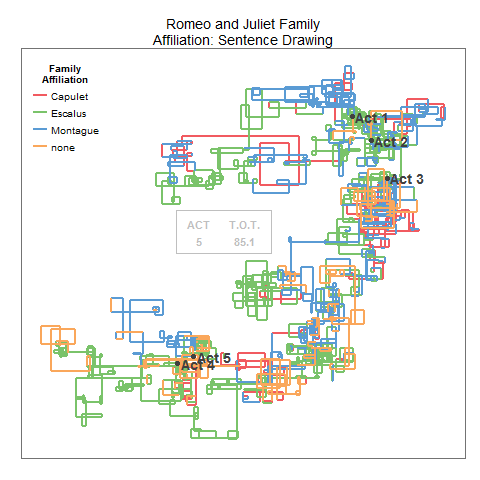 Romeo and Juliet Family
Affiliation: Sentence Drawing
Family
Affiliation
Capulet
Escalus
Montague
none
Act 1
Act 2
Act 3
ACT T.O.T.
5 85.1
Act 5
Act 4